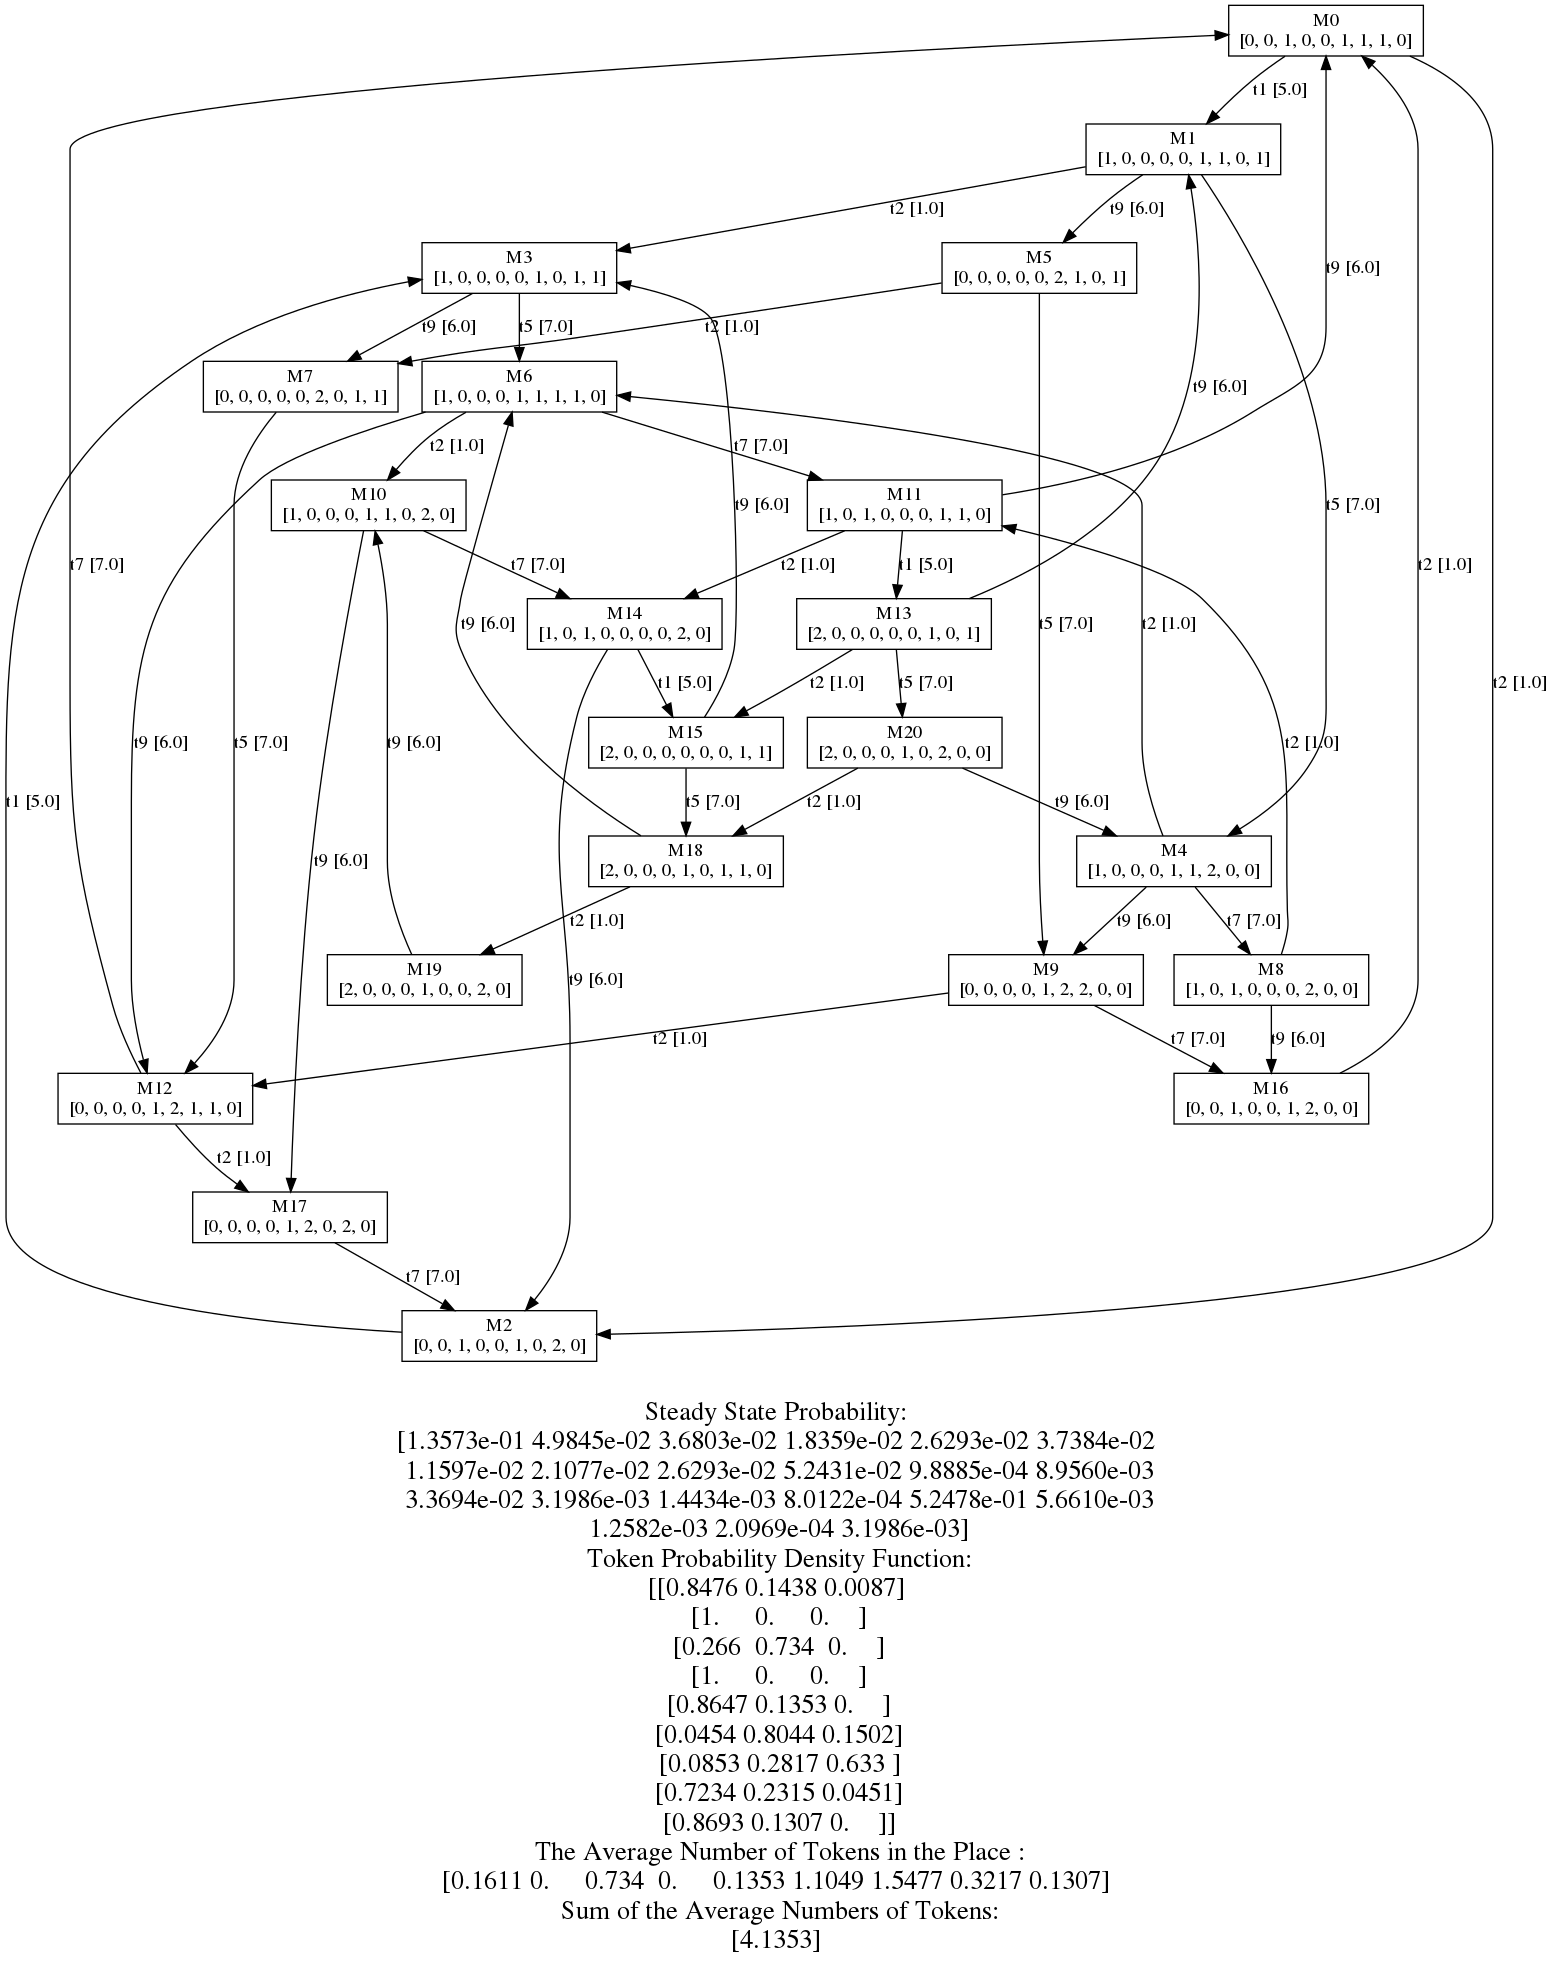 M0
[0, 0, 1, 0, 0, 1, 1, 1, 0]
t1 [5.0]
M1
[1, 0, 0, 0, 0, 1, 1, 0, 1]
t2 [1.0]
t9 [6.0]
M3
[1, 0, 0, 0, 0, 1, 0, 1, 1]
M5
[0, 0, 0, 0, 0, 2, 1, 0, 1]
t9 [6.0]
t9 [6.0]
t5 [7.0]
t2 [1.0]
M7
[0, 0, 0, 0, 0, 2, 0, 1, 1]
M6
[1, 0, 0, 0, 1, 1, 1, 1, 0]
t9 [6.0]
t2 [1.0]
t7 [7.0]
M10
[1, 0, 0, 0, 1, 1, 0, 2, 0]
t9 [6.0]
M11
[1, 0, 1, 0, 0, 0, 1, 1, 0]
t5 [7.0]
t7 [7.0]
t7 [7.0]
t2 [1.0]
t1 [5.0]
t2 [1.0]
M14
[1, 0, 1, 0, 0, 0, 0, 2, 0]
M13
[2, 0, 0, 0, 0, 0, 1, 0, 1]
t9 [6.0]
t5 [7.0]
t2 [1.0]
t1 [5.0]
t2 [1.0]
t5 [7.0]
t2 [1.0]
M15
[2, 0, 0, 0, 0, 0, 0, 1, 1]
M20
[2, 0, 0, 0, 1, 0, 2, 0, 0]
t9 [6.0]
t5 [7.0]
t9 [6.0]
t2 [1.0]
t1 [5.0]
t5 [7.0]
t2 [1.0]
t9 [6.0]
M18
[2, 0, 0, 0, 1, 0, 1, 1, 0]
M4
[1, 0, 0, 0, 1, 1, 2, 0, 0]
t9 [6.0]
t2 [1.0]
t9 [6.0]
t7 [7.0]
M19
[2, 0, 0, 0, 1, 0, 0, 2, 0]
t9 [6.0]
M9
[0, 0, 0, 0, 1, 2, 2, 0, 0]
M8
[1, 0, 1, 0, 0, 0, 2, 0, 0]
t2 [1.0]
t7 [7.0]
t9 [6.0]
M12
[0, 0, 0, 0, 1, 2, 1, 1, 0]
M16
[0, 0, 1, 0, 0, 1, 2, 0, 0]
t2 [1.0]
M17
[0, 0, 0, 0, 1, 2, 0, 2, 0]
t7 [7.0]
M2
[0, 0, 1, 0, 0, 1, 0, 2, 0]
Steady State Probability:
[1.3573e-01 4.9845e-02 3.6803e-02 1.8359e-02 2.6293e-02 3.7384e-02
1.1597e-02 2.1077e-02 2.6293e-02 5.2431e-02 9.8885e-04 8.9560e-03
3.3694e-02 3.1986e-03 1.4434e-03 8.0122e-04 5.2478e-01 5.6610e-03
1.2582e-03 2.0969e-04 3.1986e-03]
Token Probability Density Function:
[[0.8476 0.1438 0.0087]
[1. 0. 0. ]
[0.266 0.734 0. ]
[1. 0. 0. ]
[0.8647 0.1353 0. ]
[0.0454 0.8044 0.1502]
[0.0853 0.2817 0.633 ]
[0.7234 0.2315 0.0451]
[0.8693 0.1307 0. ]]
The Average Number of Tokens in the Place :
[0.1611 0. 0.734 0. 0.1353 1.1049 1.5477 0.3217 0.1307]
Sum of the Average Numbers of Tokens:
[4.1353]